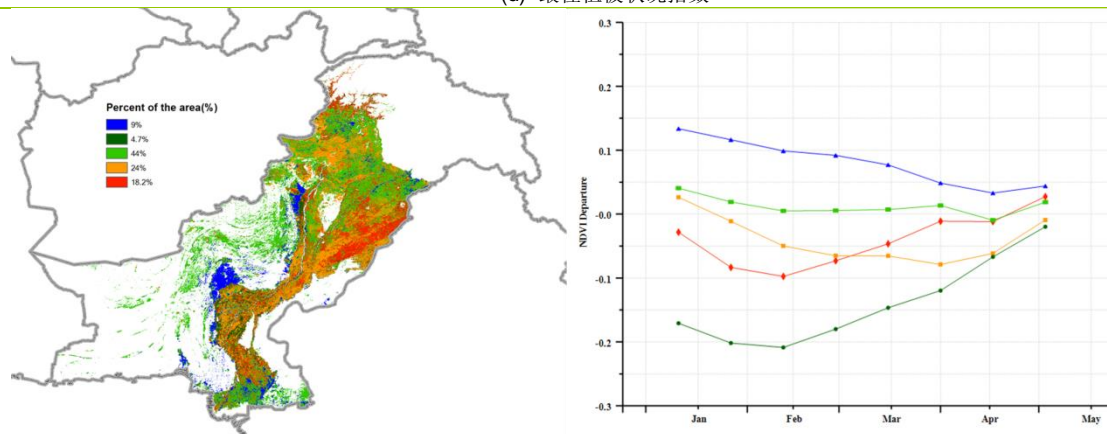 Percent of the area(%)
9%
4.7%
44%
24%
18.2%
0.3
0.2
0.1
-0.0
-0.1
-0.2
-0.3
NDVI Departure
Jan
Feb
Mar
Apr
May